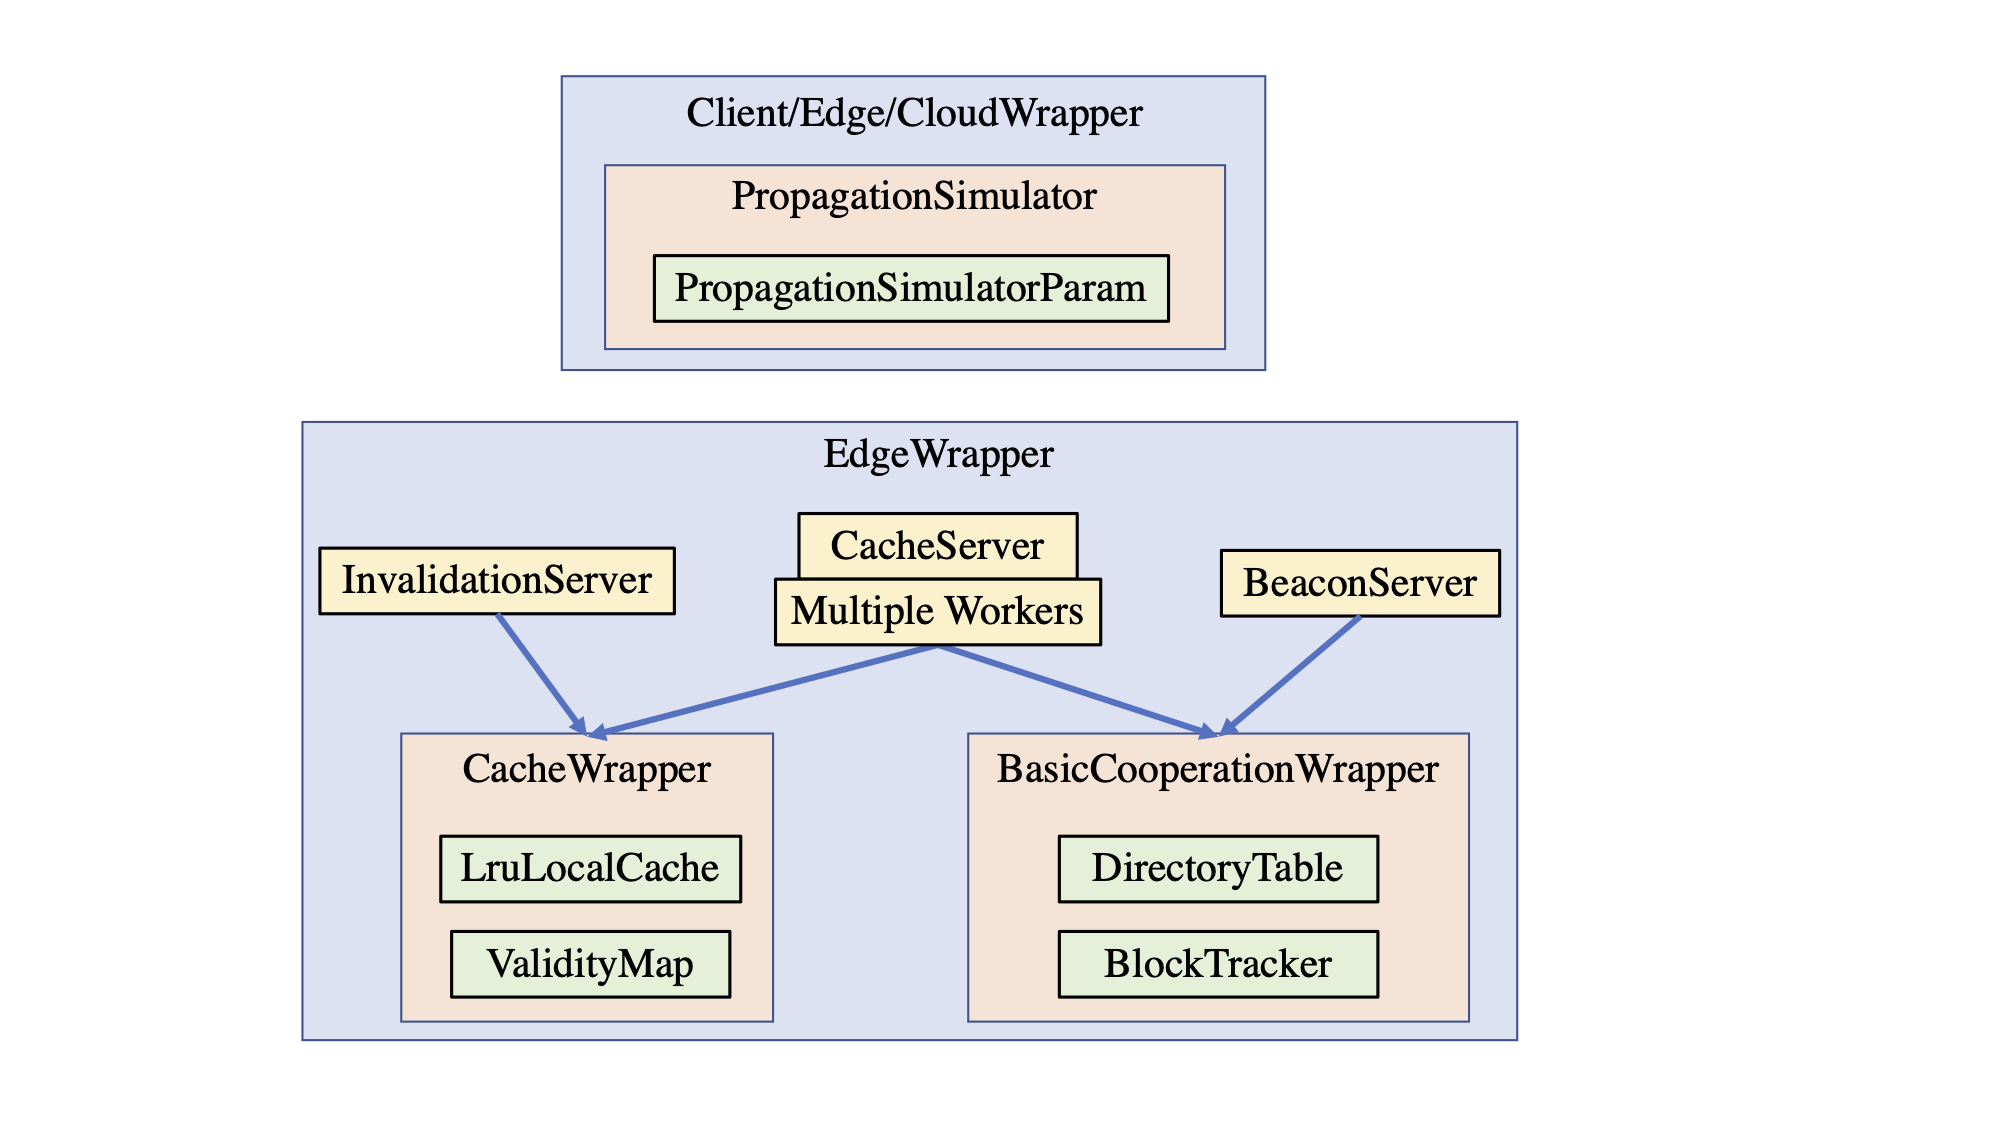 Client/Edge/CloudWrapper
PropagationSimulator
PropagationSimulatorParam
EdgeWrapper
InvalidationServer
CacheServer
Multiple Workers
BeaconServer
CacheWrapper
LruLocalCache
ValidityMap
BasicCooperationWrapper
DirectoryTable
BlockTracker